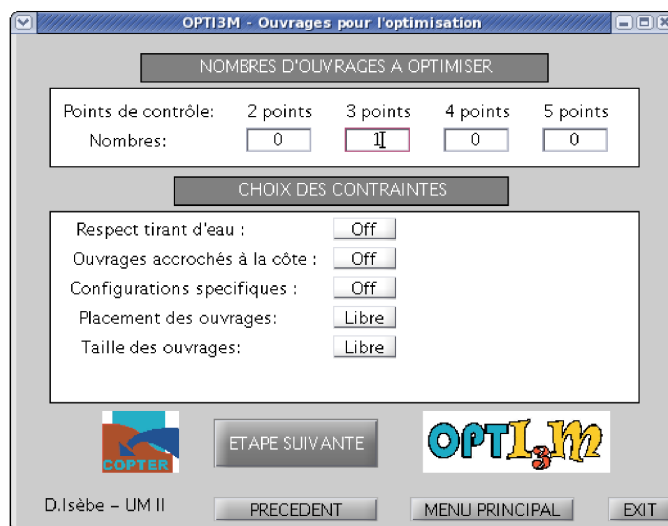 OPTI3M - Ouvrages pour l'optimisation
NOMBRES D'OUVRAGES A OPTIMISER
Points de contrôle: 2 points 3 points 4 points 5 points
Nombres: 0 1 0 0
CHOIX DES CONTRAINTES
Respect tirant d'eau : Off
Ouvrages accrochés à la côte : Off
Configurations specifiques : Off
Placement des ouvrages: Libre
Taille des ouvrages: Libre
COPTER
ETAPE SUIVANTE
OPTI3M
D.Isèbe – UM II
PRECEDENT
MENU PRINCIPAL
EXIT